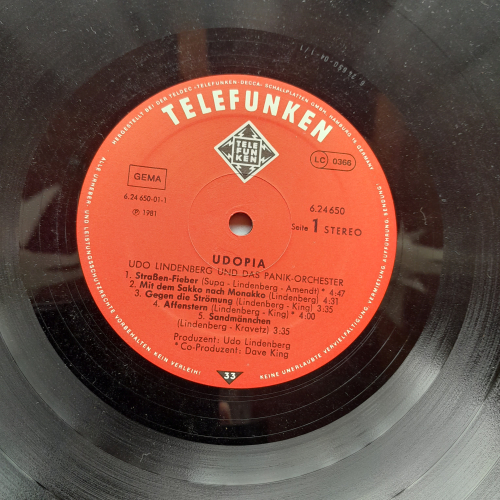 HERGESTELLT BEI DER TELDEC »TELEFUNKEN-DECCA« SCHALLPLATTEN GMBH, HAMBURG IN GERMANY
TELEFUNKEN
TELE
FUN
KEN
GEMA
LC 0366
6.24 650-01-1
6.24650
℗ 1981
Seite 1 STEREO
UDOPIA
UDO LINDENBERG UND DAS PANIK-ORCHESTER
1. Straßen-Fieber (Supa - Lindenberg - Amendt) * 4:47
2. Mit dem Sakko nach Monakko (Lindenberg) 4:31
3. Gegen die Strömung (Lindenberg - King) 3:35
4. Affenstern (Lindenberg - King) * 4:00
5. Sandmännchen
(Lindenberg - Kravetz) 3:35
Produzent: Udo Lindenberg
* Co-Produzent: Dave King
33
ALLE URHEBER- UND LEISTUNGSSCHUTZRECHTE VORBEHALTEN KEIN VERLEIH!
KEINE UNERLAUBTE VERVIELFÄLTIGUNG, VERMIETUNG, AUFFÜHRUNG, SENDUNG.